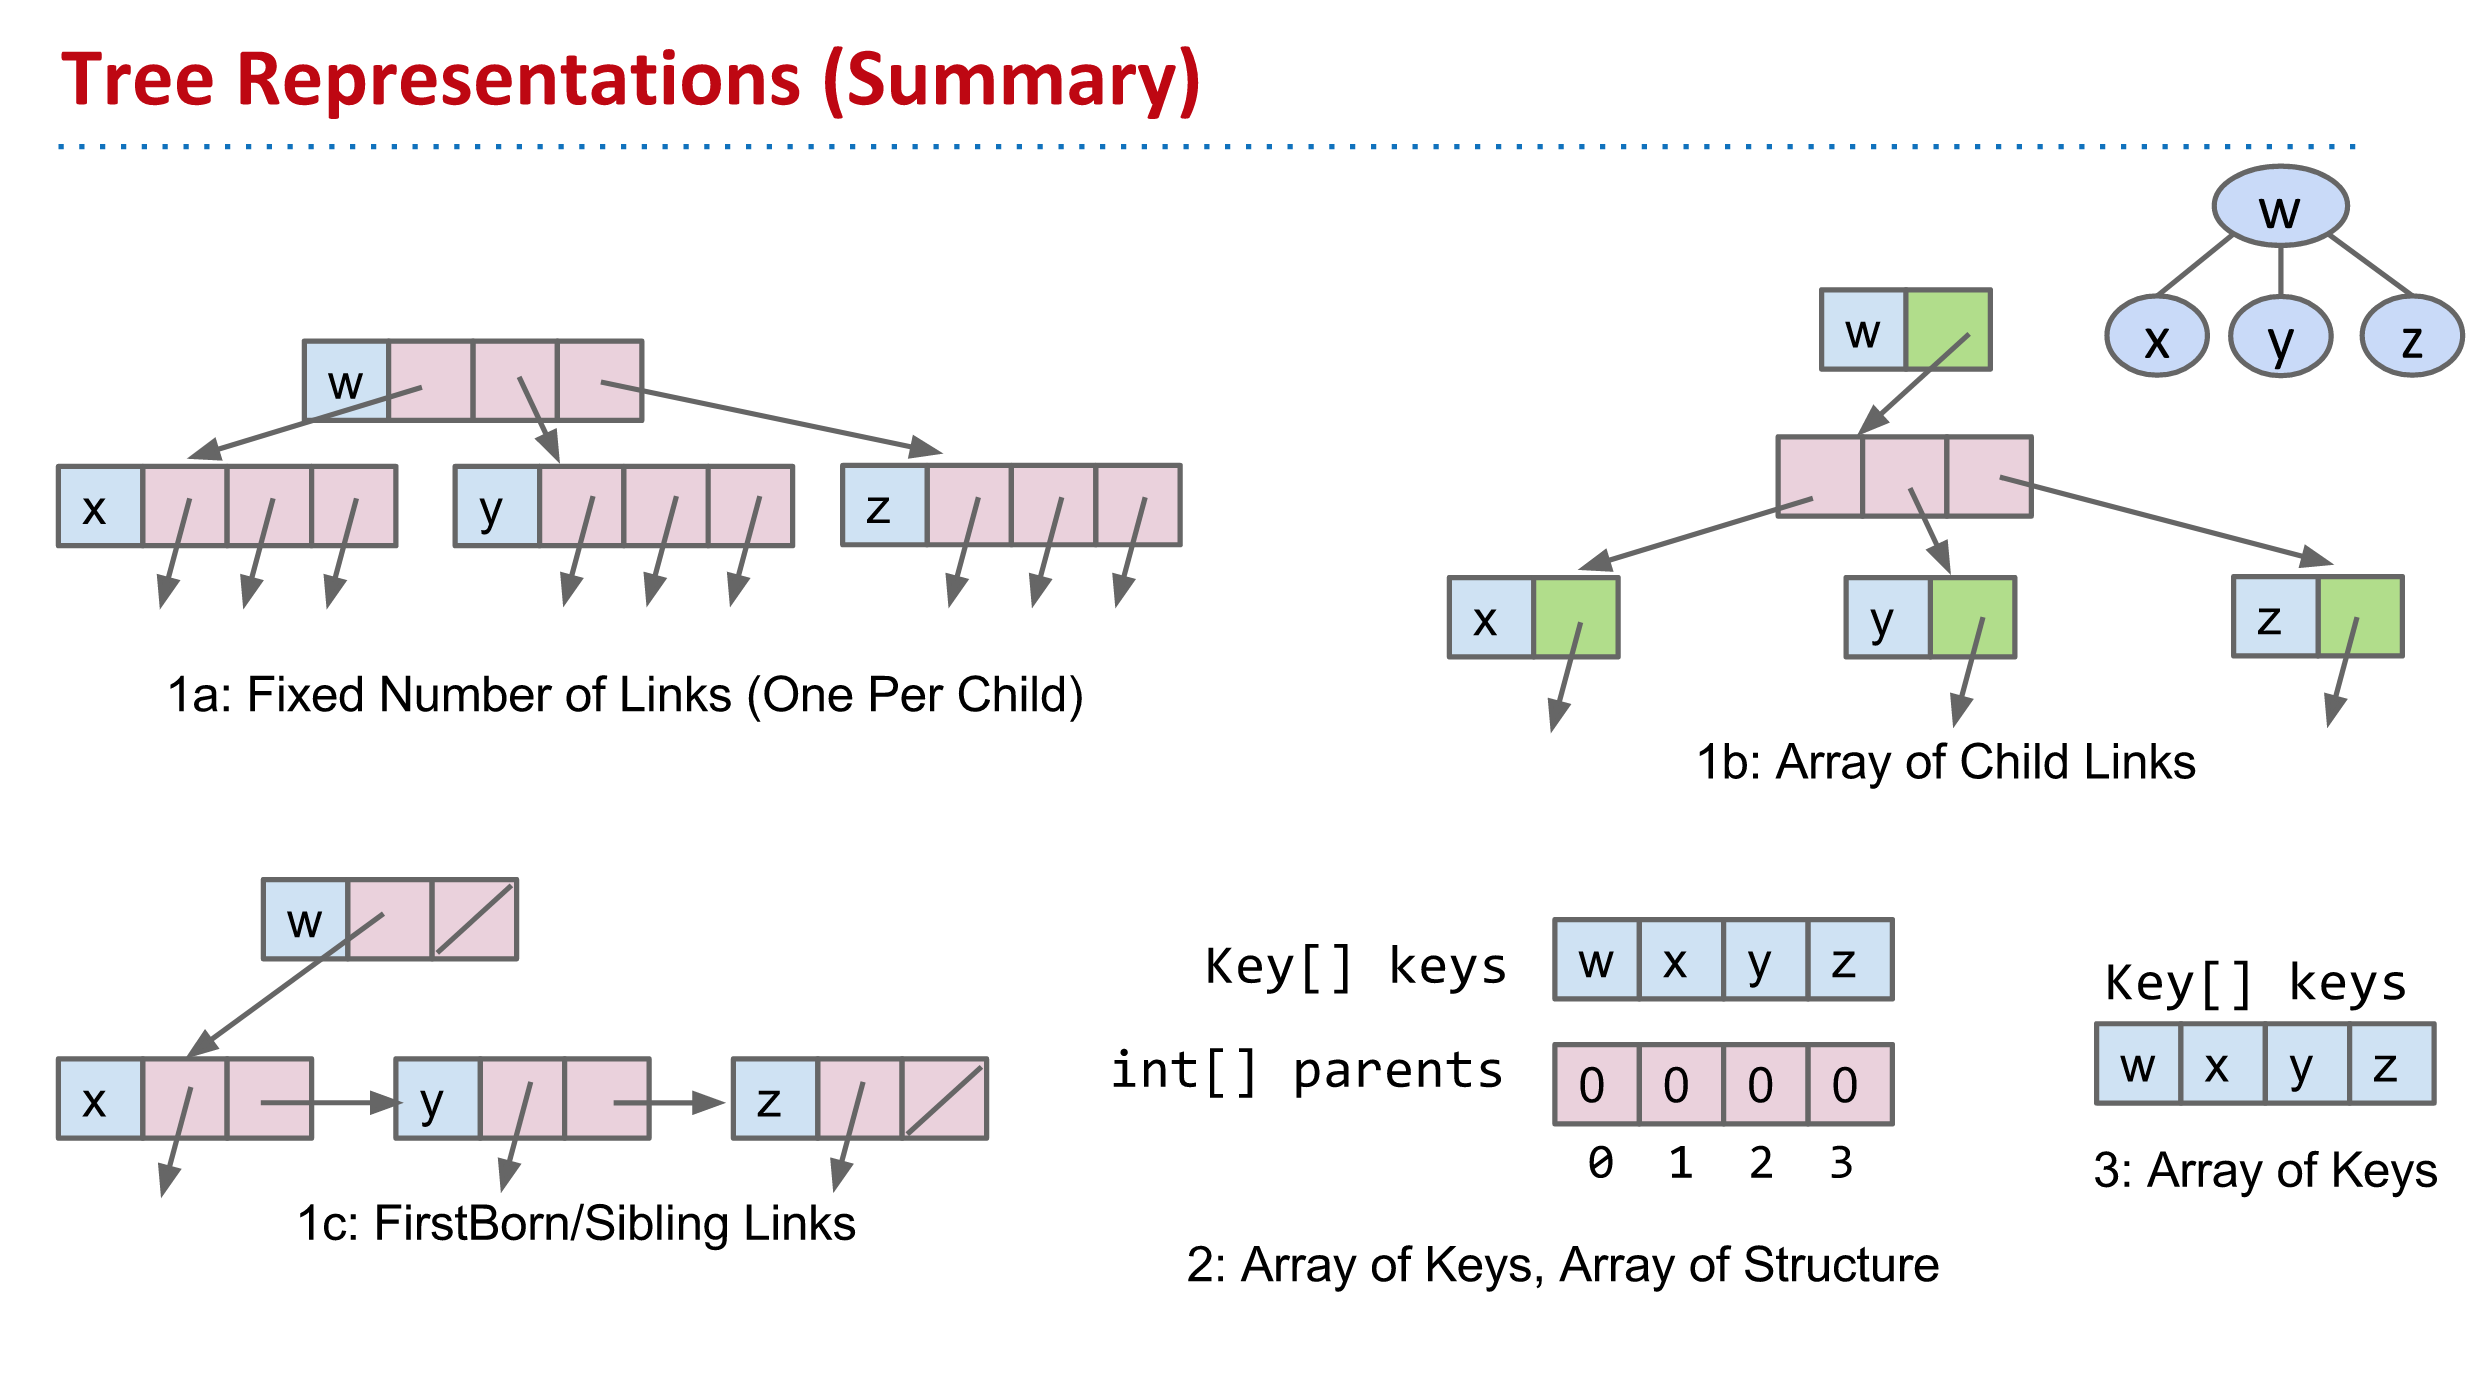 Tree Representations (Summary)
w
x y z
w
x y z
1a: Fixed Number of Links (One Per Child)
w
x y z
1b: Array of Child Links
w
x y z
1c: FirstBorn/Sibling Links
Key[] keys w x y z
int[] parents 0 0 0 0
0 1 2 3
2: Array of Keys, Array of Structure
Key[] keys
w x y z
3: Array of Keys